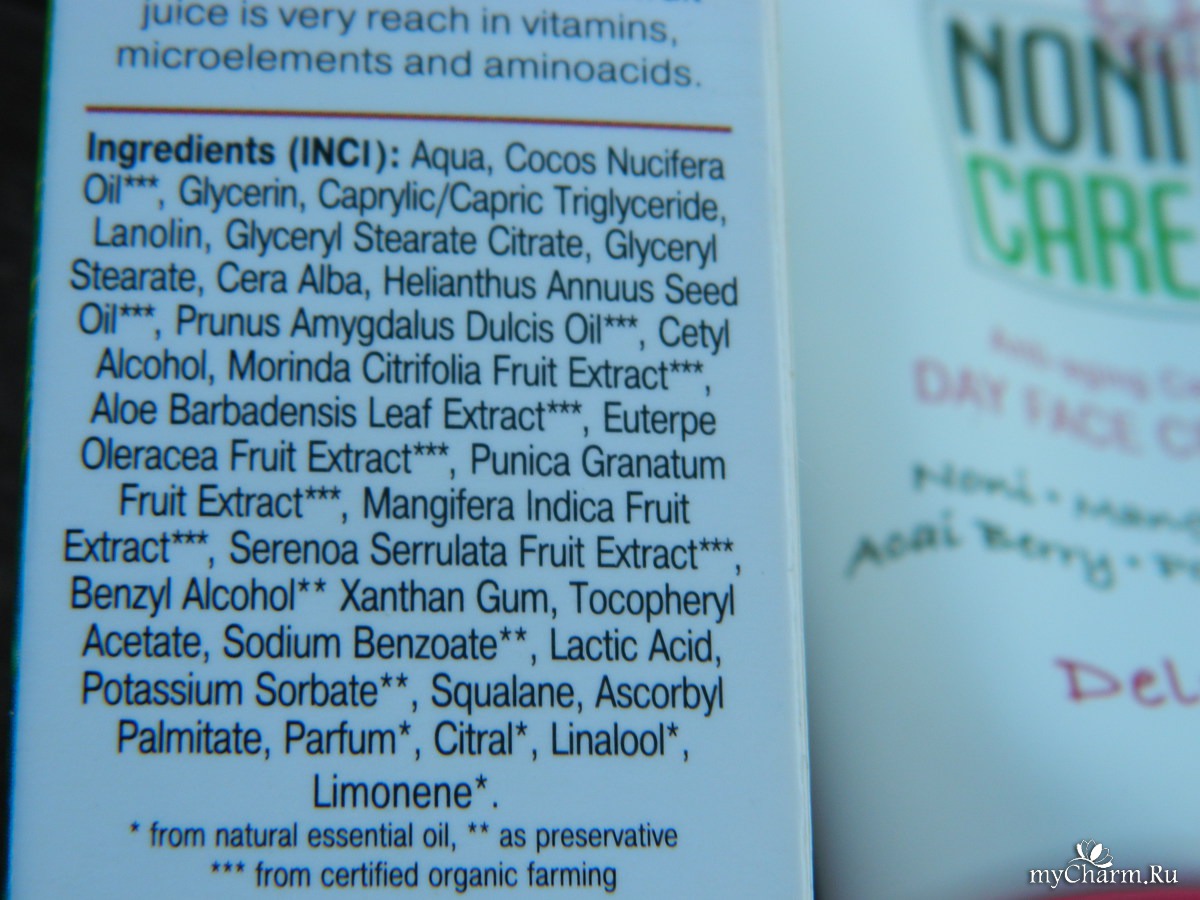 juice is very reach in vitamins,
microelements and aminoacids.
Ingredients (INCI): Aqua, Cocos Nucifera
Oil***, Glycerin, Caprylic/Capric Triglyceride,
Lanolin, Glyceryl Stearate Citrate, Glyceryl
Stearate, Cera Alba, Helianthus Annuus Seed
Oil***, Prunus Amygdalus Dulcis Oil***, Cetyl
Alcohol, Morinda Citrifolia Fruit Extract***,
Aloe Barbadensis Leaf Extract***, Euterpe
Oleracea Fruit Extract***, Punica Granatum
Fruit Extract***, Mangifera Indica Fruit
Extract***, Serenoa Serrulata Fruit Extract***,
Benzyl Alcohol** Xanthan Gum, Tocopheryl
Acetate, Sodium Benzoate**, Lactic Acid,
Potassium Sorbate**, Squalane, Ascorbyl
Palmitate, Parfum*, Citral*, Linalool*,
Limonene*.
* from natural essential oil, ** as preservative
*** from certified organic farming
NONI
CARE
Anti-aging
DAY FACE
Noni •
Acai Berry •
myCharm.Ru